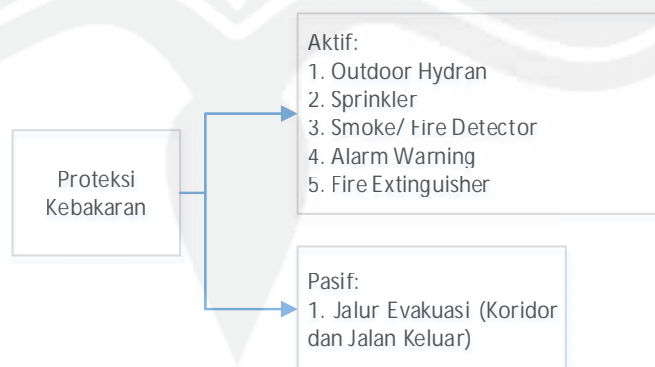 Aktif:
1. Outdoor Hydran
2. Sprinkler
3. Smoke/ Fire Detector
4. Alarm Warning
5. Fire Extinguisher
Proteksi
Kebakaran
Pasif:
1. Jalur Evakuasi (Koridor
dan Jalan Keluar)